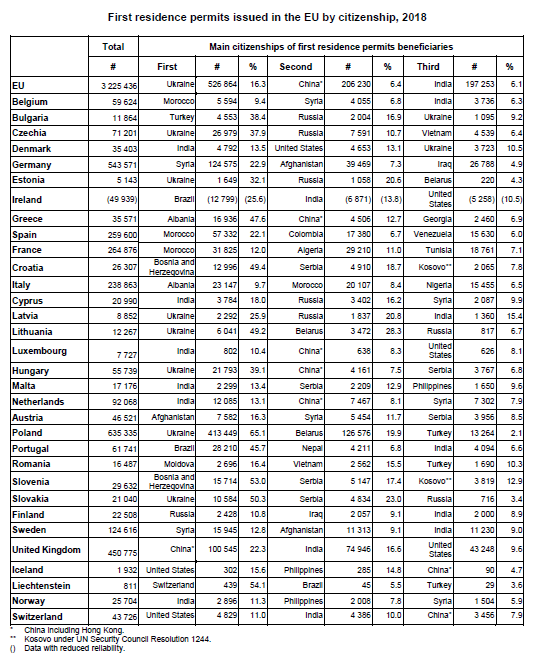 First residence permits issued in the EU by citizenship, 2018
Total Main citizenships of first residence permits beneficiaries
# First # % Second # % Third # %
EU 3 225 436 Ukraine 526 864 16.3 China* 206 230 6.4 India 197 253 6.1
Belgium 59 624 Morocco 5 594 9.4 Syria 4 055 6.8 India 3 736 6.3
Bulgaria 11 864 Turkey 4 553 38.4 Russia 2 004 16.9 Ukraine 1 095 9.2
Czechia 71 201 Ukraine 26 979 37.9 Russia 7 591 10.7 Vietnam 4 539 6.4
Denmark 35 403 India 4 792 13.5 United States 4 653 13.1 Ukraine 3 723 10.5
Germany 543 571 Syria 124 575 22.9 Afghanistan 39 469 7.3 Iraq 26 788 4.9
Estonia 5 143 Ukraine 1 649 32.1 Russia 1 058 20.6 Belarus 220 4.3
Ireland (49 939) Brazil (12 799) (25.6) India (6 871) (13.8) United States (5 258) (10.5)
Greece 35 571 Albania 16 936 47.6 China* 4 506 12.7 Georgia 2 460 6.9
Spain 259 600 Morocco 57 332 22.1 Colombia 17 380 6.7 Venezuela 15 630 6.0
France 264 876 Morocco 31 825 12.0 Algeria 29 210 11.0 Tunisia 18 761 7.1
Croatia 26 307 Bosnia and Herzegovina 12 996 49.4 Serbia 4 910 18.7 Kosovo** 2 065 7.8
Italy 238 863 Albania 23 147 9.7 Morocco 20 107 8.4 Nigeria 15 455 6.5
Cyprus 20 990 India 3 784 18.0 Russia 3 402 16.2 Syria 2 087 9.9
Latvia 8 852 Ukraine 2 292 25.9 Russia 1 837 20.8 India 1 360 15.4
Lithuania 12 267 Ukraine 6 041 49.2 Belarus 3 472 28.3 Russia 817 6.7
Luxembourg 7 727 India 802 10.4 China* 638 8.3 United States 626 8.1
Hungary 55 739 Ukraine 21 793 39.1 China* 4 161 7.5 Serbia 3 767 6.8
Malta 17 176 India 2 299 13.4 Serbia 2 209 12.9 Philippines 1 650 9.6
Netherlands 92 068 India 12 085 13.1 China* 7 467 8.1 Syria 7 302 7.9
Austria 46 521 Afghanistan 7 582 16.3 Syria 5 454 11.7 Serbia 3 956 8.5
Poland 635 335 Ukraine 413 449 65.1 Belarus 126 576 19.9 Turkey 13 264 2.1
Portugal 61 741 Brazil 28 210 45.7 Nepal 4 211 6.8 India 4 094 6.6
Romania 16 487 Moldova 2 696 16.4 Vietnam 2 562 15.5 Turkey 1 690 10.3
Slovenia 29 632 Bosnia and Herzegovina 15 714 53.0 Serbia 5 147 17.4 Kosovo** 3 819 12.9
Slovakia 21 040 Ukraine 10 584 50.3 Serbia 4 834 23.0 Russia 716 3.4
Finland 22 508 Russia 2 428 10.8 Iraq 2 057 9.1 India 2 000 8.9
Sweden 124 616 Syria 15 945 12.8 Afghanistan 11 313 9.1 India 11 230 9.0
United Kingdom 450 775 China* 100 545 22.3 India 74 946 16.6 United States 43 248 9.6
Iceland 1 932 United States 302 15.6 Philippines 285 14.8 China* 90 4.7
Liechtenstein 811 Switzerland 439 54.1 Brazil 45 5.5 Turkey 29 3.6
Norway 25 704 India 2 896 11.3 Philippines 2 008 7.8 Syria 1 504 5.9
Switzerland 43 726 United States 4 829 11.0 India 4 386 10.0 China* 3 456 7.9
* China including Hong Kong.
** Kosovo under UN Security Council Resolution 1244.
() Data with reduced reliability.